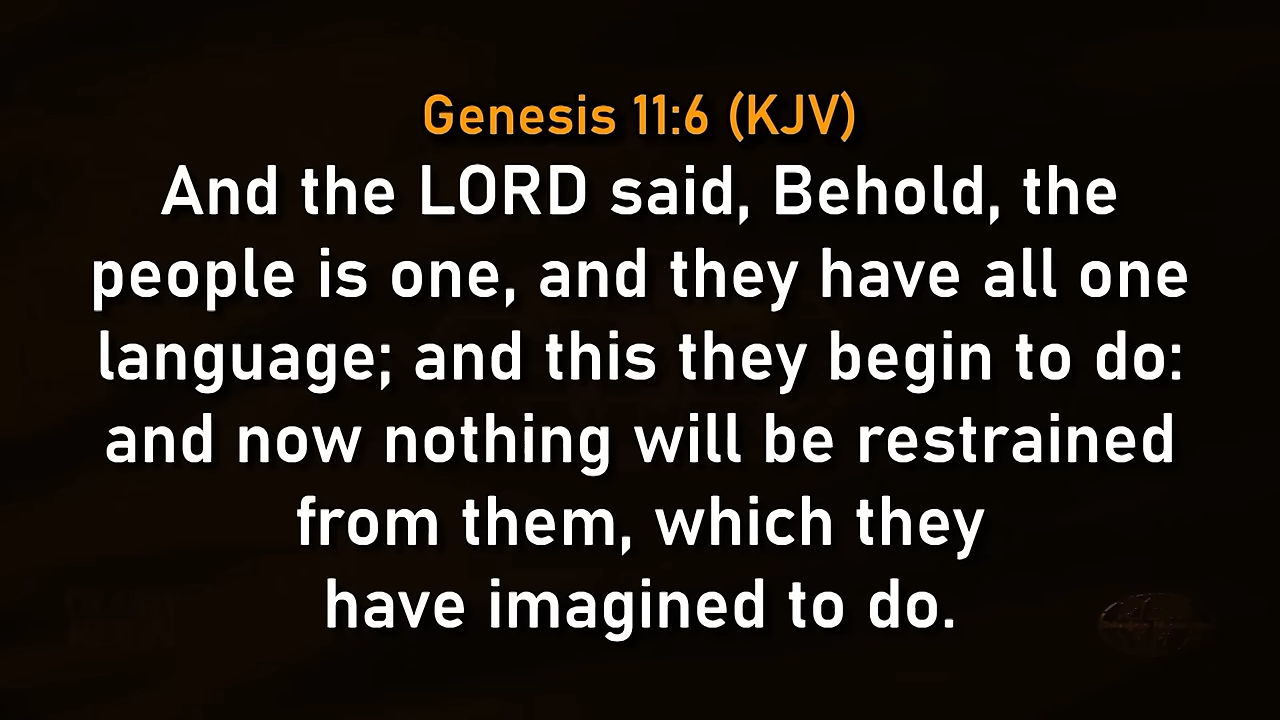 Genesis 11:6 (KJV)
And the LORD said, Behold, the
people is one, and they have all one
language; and this they begin to do:
and now nothing will be restrained
from them, which they
have imagined to do.